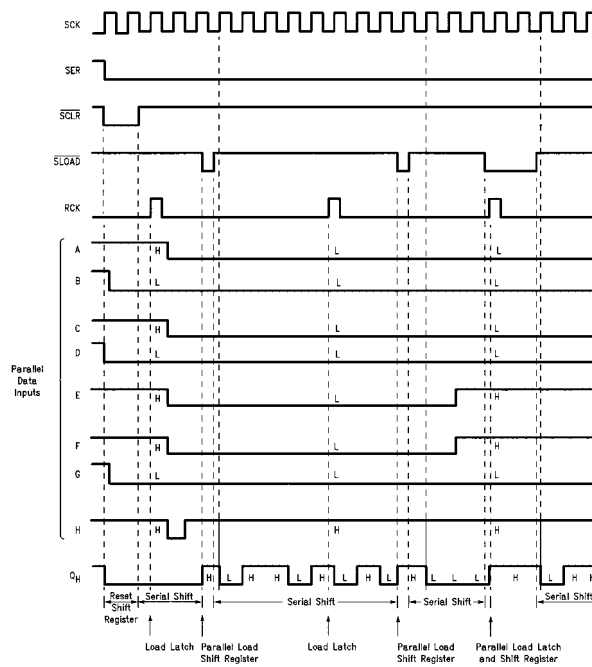 SCK
SER
SCLR
SLOAD
RCK
A H L L
B L L L
C H L L
D L L L
Parallel
Data
Inputs
E H L H
F H L H
G L L L
H H H H
QH H L H H L H L H L H L L L H L H H
Reset
Shift
Register
Serial Shift
Serial Shift
Serial Shift
Serial Shift
Load Latch
Parallel Load
Shift Register
Load Latch
Parallel Load
Shift Register
Parallel Load Latch
and Shift Register